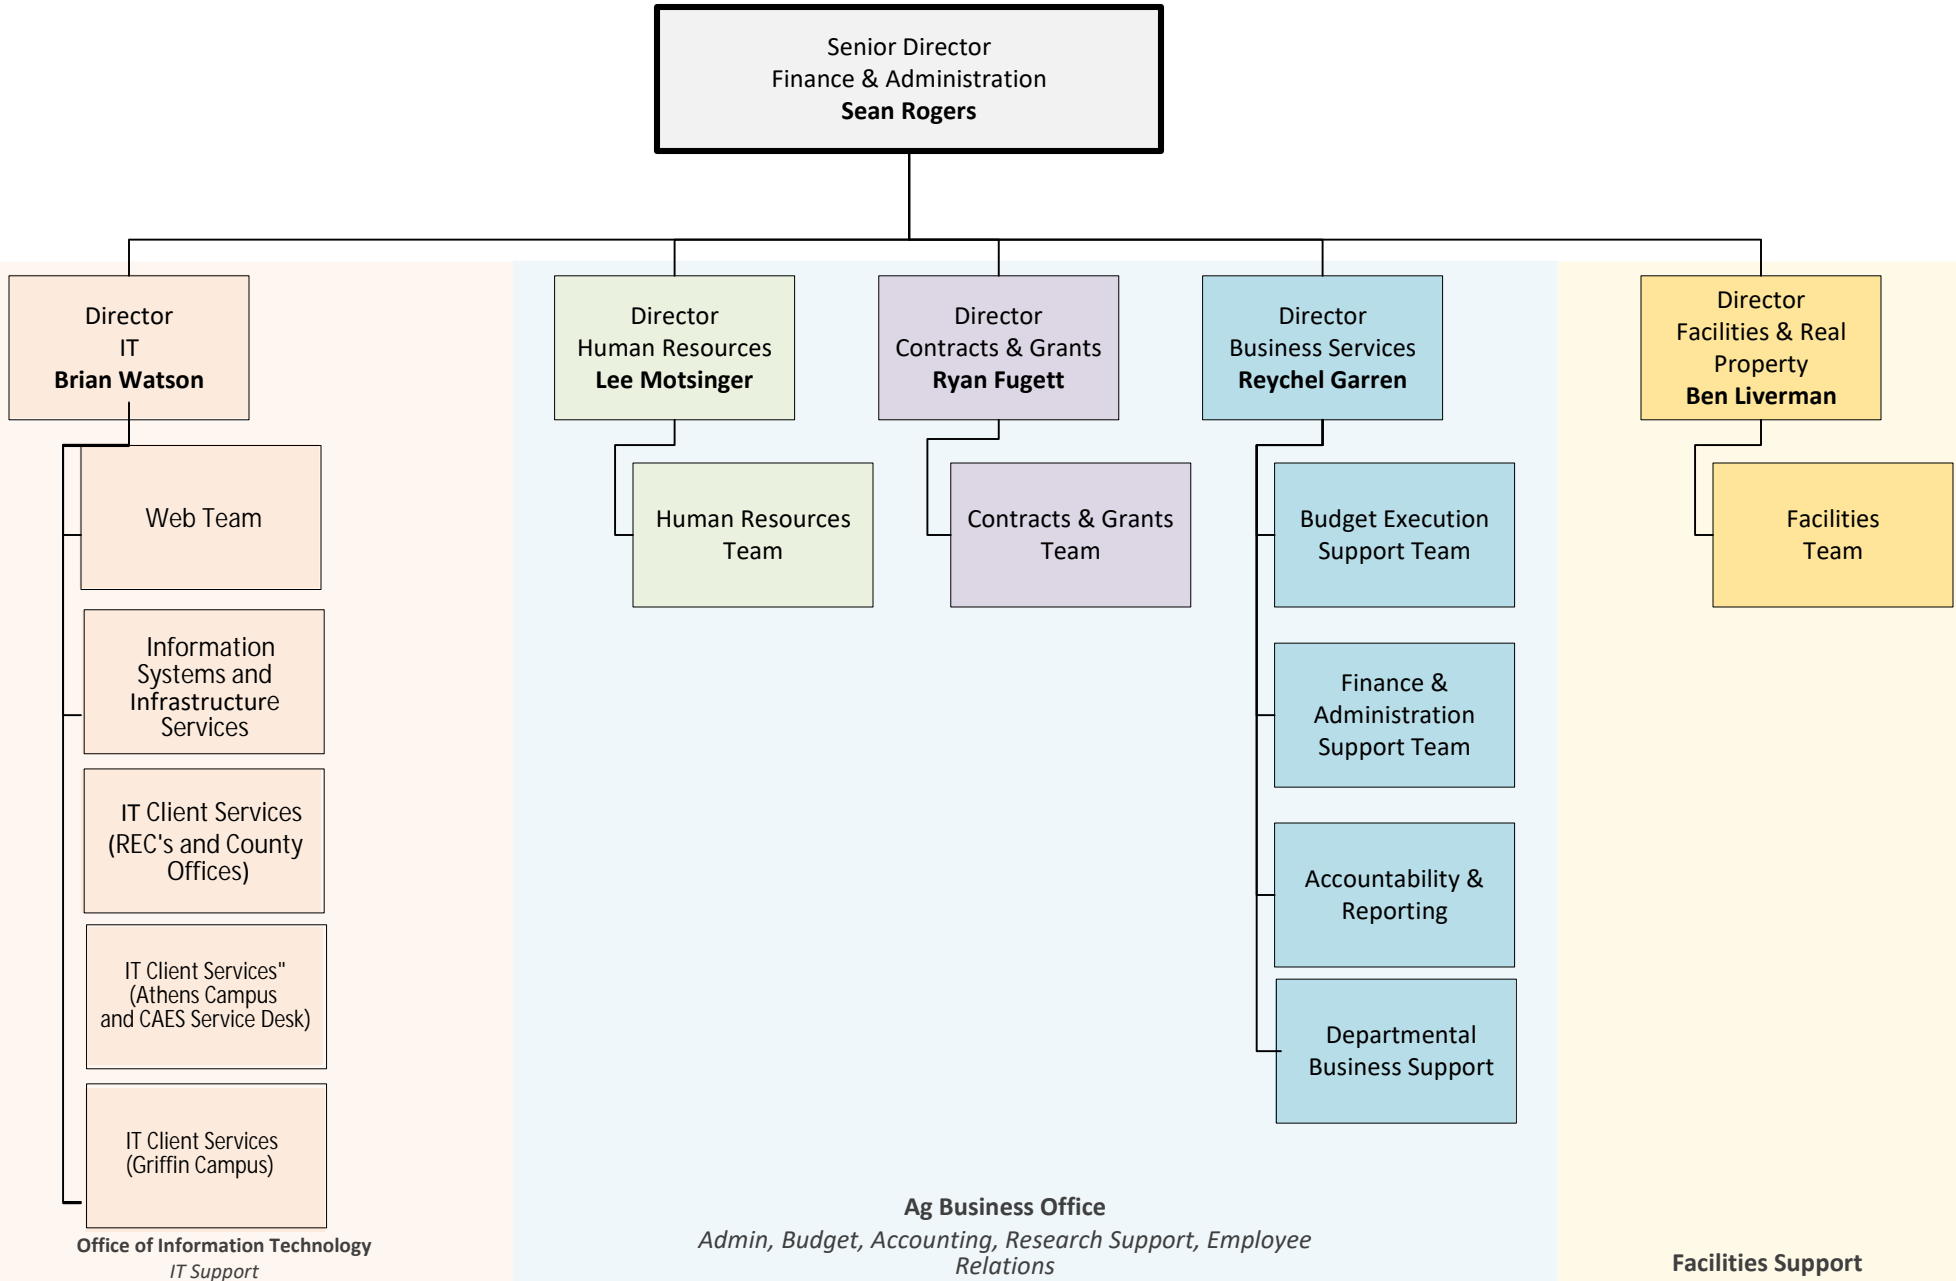 Senior Director
Finance & Administration
Sean Rogers
Director
IT
Brian Watson
Director
Human Resources
Lee Motsinger
Director
Contracts & Grants
Ryan Fugett
Director
Business Services
Reychel Garren
Director
Facilities & Real
Property
Ben Liverman
Web Team
Information
Systems and
Infrastructure
Services
IT Client Services
(REC's and County
Offices)
IT Client Services"
(Athens Campus
and CAES Service Desk)
IT Client Services
(Griffin Campus)
Human Resources
Team
Contracts & Grants
Team
Budget Execution
Support Team
Finance &
Administration
Support Team
Accountability &
Reporting
Departmental
Business Support
Facilities
Team
Office of Information Technology
IT Support
Ag Business Office
Admin, Budget, Accounting, Research Support, Employee
Relations
Facilities Support